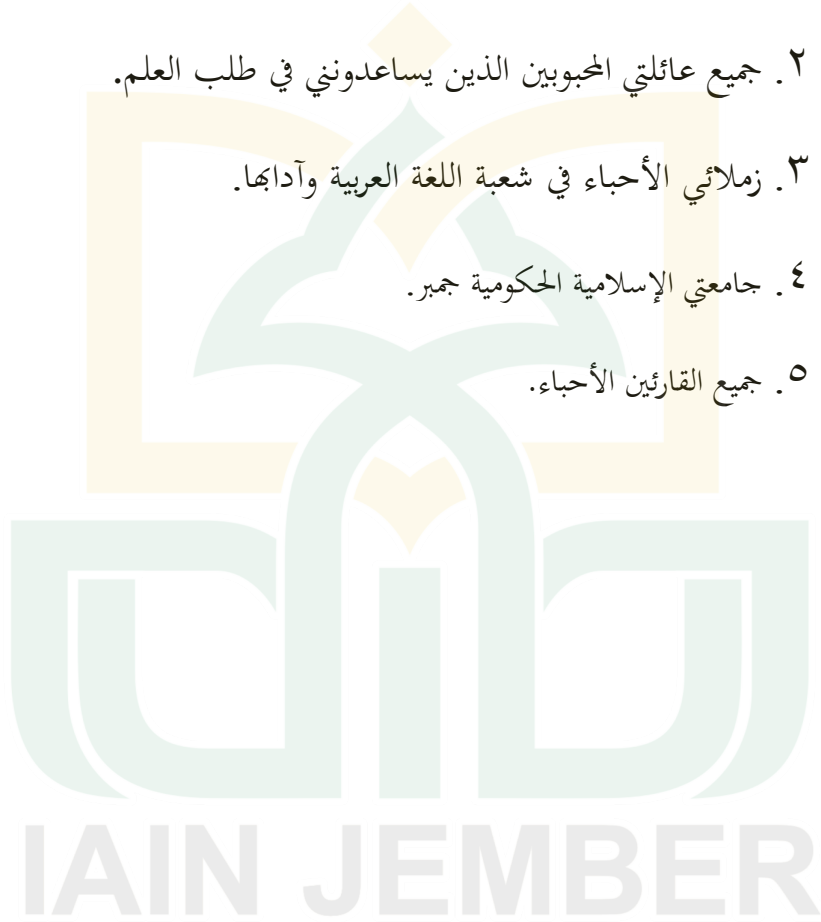 ٢. جميع عائلتي المحبوبين الذين يساعدونني في طلب العلم.
٣. زملائي الأحباء في شعبة اللغة العربية وآدابها.
٤. جامعتي الإسلامية الحكومية جمبر.
٥. جميع القارئين الأحباء.
IAIN JEMBER